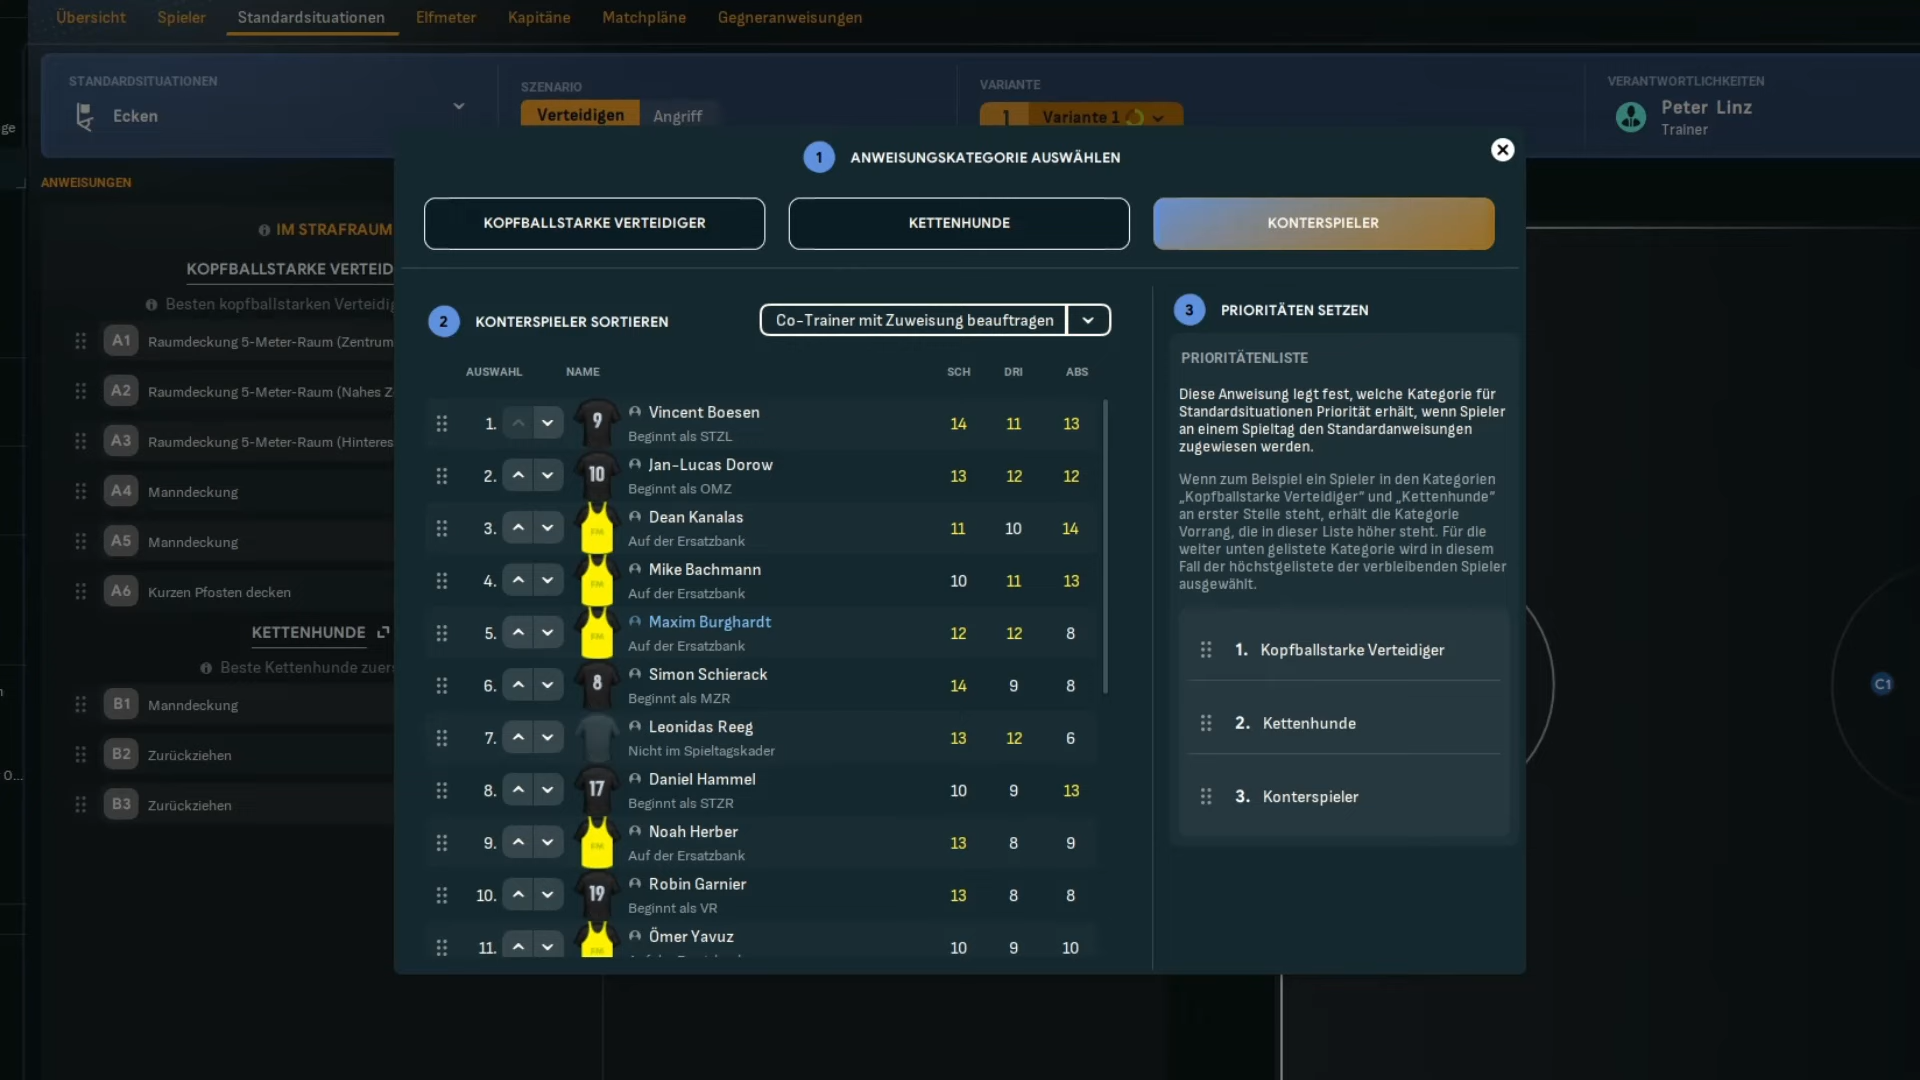 Übersicht
Spieler
Standardsituationen
Elfmeter
Kapitäne
Matchpläne
Gegneranweisungen
STANDARDSITUATIONEN
Ecken
SZENARIO
Verteidigen
Angriff
VARIANTE
1
Variante 1
VERANTWORTLICHKEITEN
Peter Linz
Trainer
ge
ANWEISUNGEN
IM STRAFRAUM
KOPFBALLSTARKE VERTEID
Besten kopfballstarken Verteidig
A1 Raumdeckung 5-Meter-Raum (Zentrum
A2 Raumdeckung 5-Meter-Raum (Nahes Z
A3 Raumdeckung 5-Meter-Raum (Hinteres
A4 Manndeckung
A5 Manndeckung
A6 Kurzen Pfosten decken
KETTENHUNDE
Beste Kettenhunde zuers
B1 Manndeckung
B2 Zurückziehen
O...
B3 Zurückziehen
1 ANWEISUNGSKATEGORIE AUSWÄHLEN
KOPFBALLSTARKE VERTEIDIGER
KETTENHUNDE
KONTERSPIELER
2 KONTERSPIELER SORTIEREN
Co-Trainer mit Zuweisung beauftragen
AUSWAHL NAME SCH DRI ABS
1. 9 Vincent Boesen 14 11 13
Beginnt als STZL
2. 10 Jan-Lucas Dorow 13 12 12
Beginnt als OMZ
3. FM Dean Kanalas 11 10 14
Auf der Ersatzbank
4. FM Mike Bachmann 10 11 13
Auf der Ersatzbank
5. FM Maxim Burghardt 12 12 8
Auf der Ersatzbank
6. 8 Simon Schierack 14 9 8
Beginnt als MZR
7. Leonidas Reeg 13 12 6
Nicht im Spieltagskader
8. 17 Daniel Hammel 10 9 13
Beginnt als STZR
9. FM Noah Herber 13 8 9
Auf der Ersatzbank
10. 19 Robin Garnier 13 8 8
Beginnt als VR
11. FM Ömer Yavuz 10 9 10
3 PRIORITÄTEN SETZEN
PRIORITÄTENLISTE
Diese Anweisung legt fest, welche Kategorie für
Standardsituationen Priorität erhält, wenn Spieler
an einem Spieltag den Standardanweisungen
zugewiesen werden.
Wenn zum Beispiel ein Spieler in den Kategorien
„Kopfballstarke Verteidiger“ und „Kettenhunde“
an erster Stelle steht, erhält die Kategorie
Vorrang, die in dieser Liste höher steht. Für die
weiter unten gelistete Kategorie wird in diesem
Fall der höchstgelistete der verbleibenden Spieler
ausgewählt.
1. Kopfballstarke Verteidiger
2. Kettenhunde
3. Konterspieler
C1